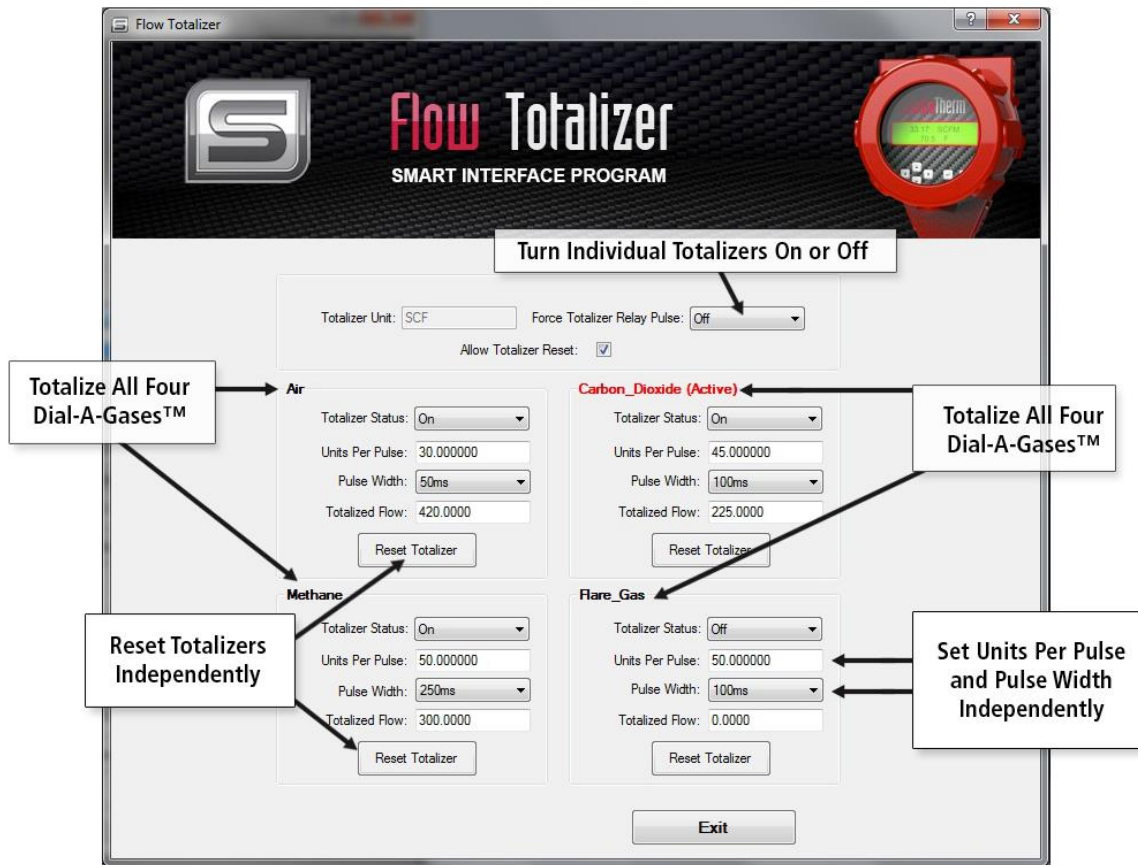 Flow Totalizer
S
Flow Totalizer
SMART INTERFACE PROGRAM
Therm
33.17 SCFM
70.5 F
Turn Individual Totalizers On or Off
Totalizer Unit: SCF Force Totalizer Relay Pulse: Off
Allow Totalizer Reset:
Totalize All Four
Dial-A-Gases™
Air
Totalizer Status: On
Units Per Pulse: 30.000000
Pulse Width: 50ms
Totalized Flow: 420.0000
Reset Totalizer
Carbon_Dioxide (Active)
Totalizer Status: On
Units Per Pulse: 45.000000
Pulse Width: 100ms
Totalized Flow: 225.0000
Reset Totalizer
Totalize All Four
Dial-A-Gases™
Reset Totalizers
Independently
Methane
Totalizer Status: On
Units Per Pulse: 50.000000
Pulse Width: 250ms
Totalized Flow: 300.0000
Reset Totalizer
Flare_Gas
Totalizer Status: Off
Units Per Pulse: 50.000000
Pulse Width: 100ms
Totalized Flow: 0.0000
Reset Totalizer
Set Units Per Pulse
and Pulse Width
Independently
Exit